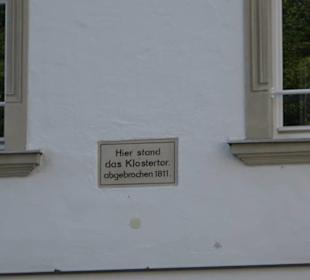 Hier stand
das Klostertor.
abgebrochen 1811.